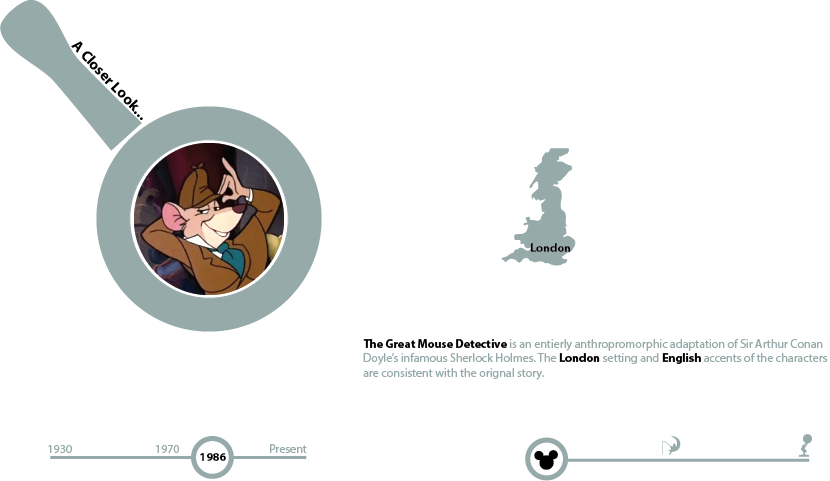 A Closer Look...
London
The Great Mouse Detective is an entierly anthropromorphic adaptation of Sir Arthur Conan
Doyle's infamous Sherlock Holmes. The London setting and English accents of the characters
are consistent with the orignal story.
1930
1970
1986
Present